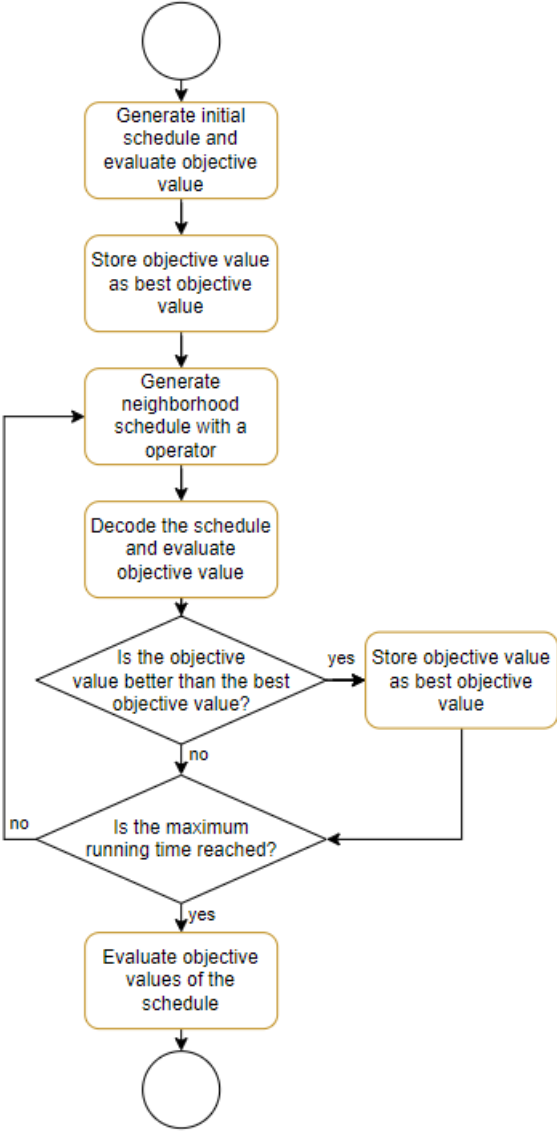 Generate initial
schedule and
evaluate objective
value
Store objective value
as best objective
value
Generate
neighborhood
schedule with a
operator
Decode the schedule
and evaluate
objective value
Is the objective
value better than the best
objective value?
yes
Store objective value
as best objective
value
no
Is the maximum
running time reached?
no
yes
Evaluate objective
values of the
schedule